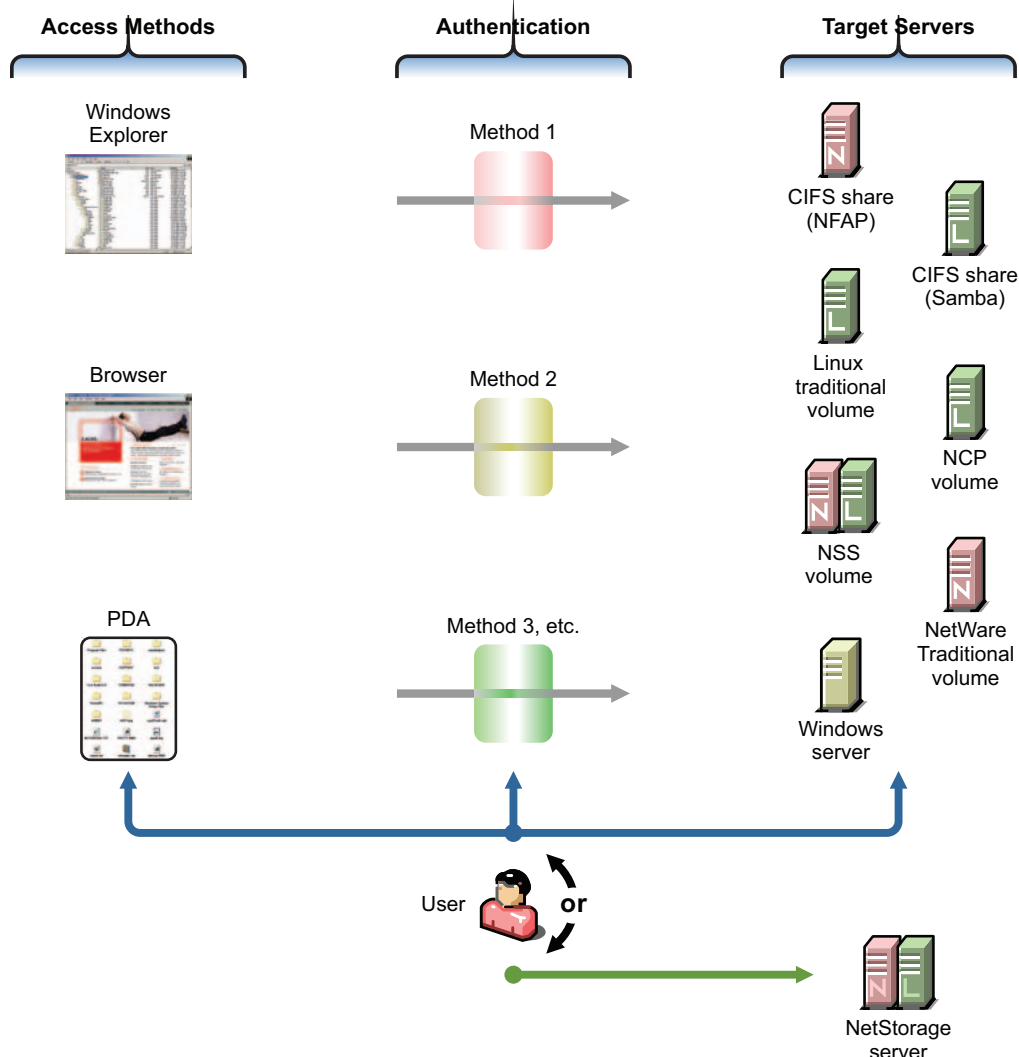 Access Methods
Authentication
Target Servers
Windows
Explorer
Method 1
N
CIFS share
(NFAP)
L
CIFS share
(Samba)
L
Linux
traditional
volume
Browser
Method 2
L
NCP
volume
N L
NSS
volume
N
NetWare
Traditional
volume
PDA
Method 3, etc.
Windows
server
User
or
N L
NetStorage
server